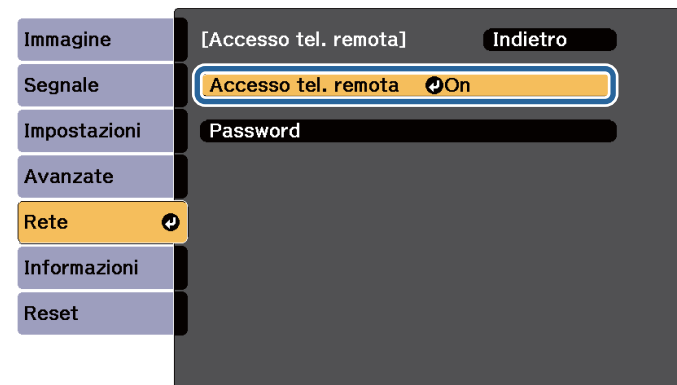 Immagine
Segnale
Impostazioni
Avanzate
Rete
Informazioni
Reset
[Accesso tel. remota] Indietro
Accesso tel. remota On
Password